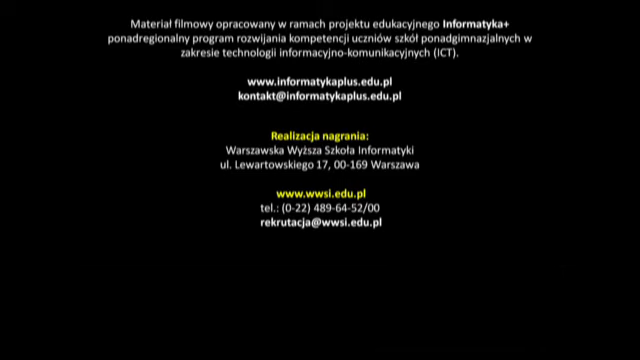 Materiał filmowy opracowany w ramach projektu edukacyjnego Informatyka+
ponadregionalny program rozwijania kompetencji uczniów szkół ponadgimnazjalnych w
zakresie technologii informacyjno-komunikacyjnych (ICT).
www.informatykaplus.edu.pl
kontakt@informatykaplus.edu.pl
Realizacja nagrania:
Warszawska Wyższa Szkoła Informatyki
ul. Lewartowskiego 17, 00-169 Warszawa
www.wwsi.edu.pl
tel.: (0-22) 489-64-52/00
rekrutacja@wwsi.edu.pl